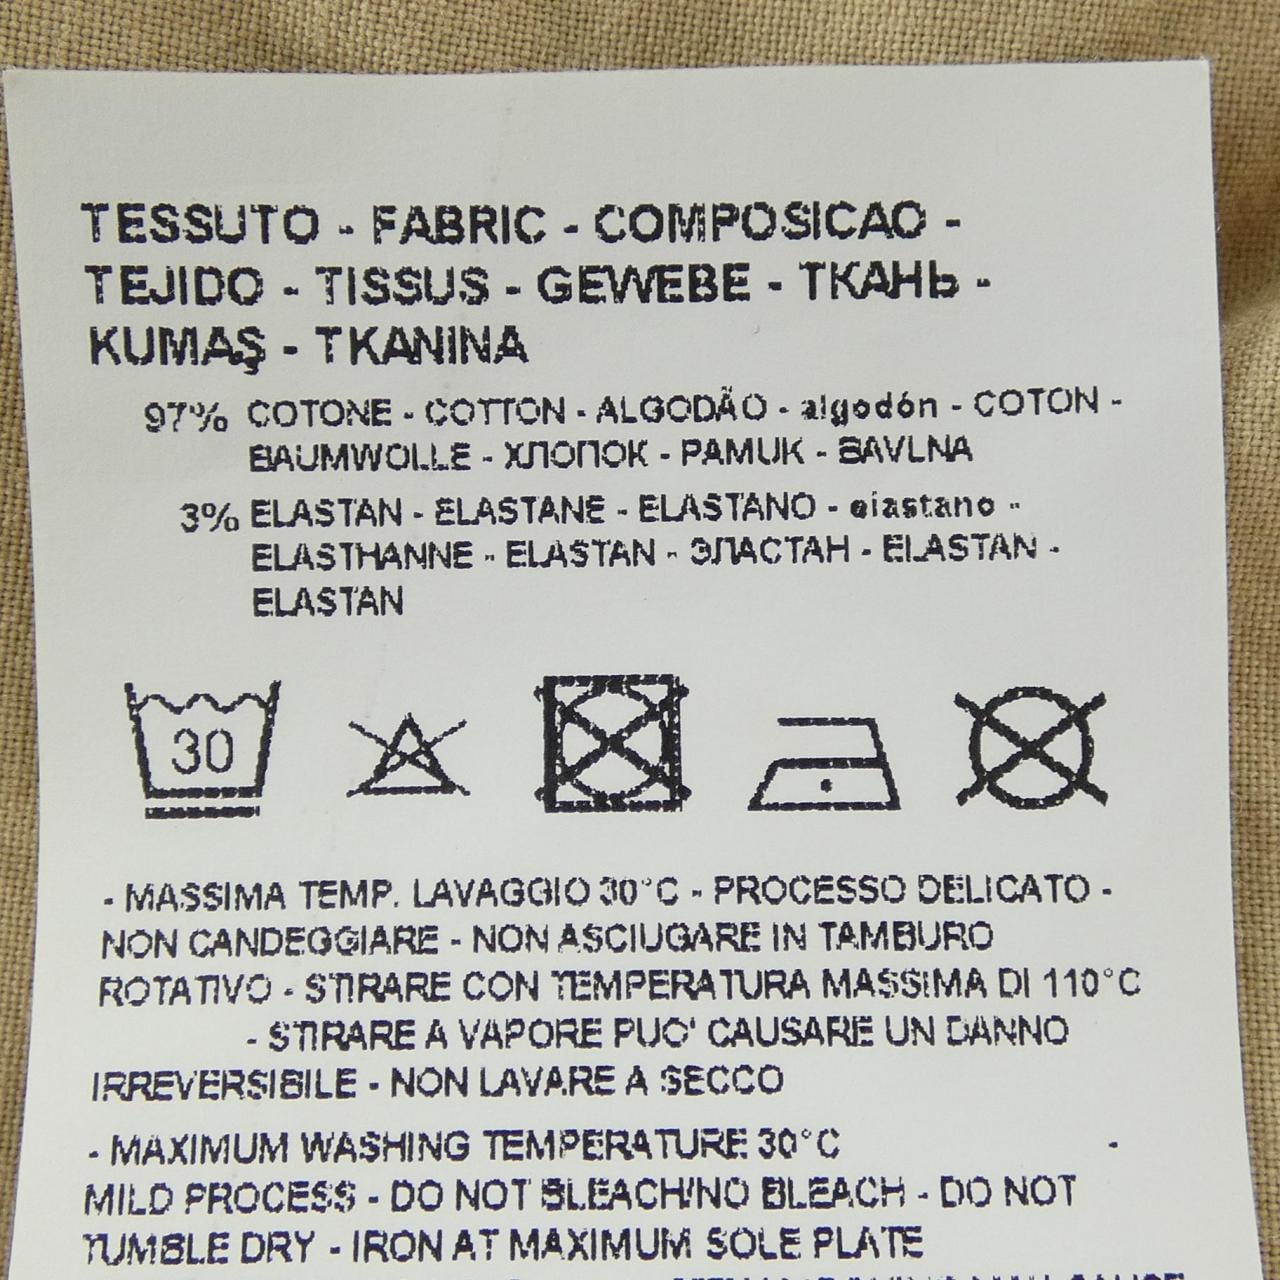 TESSUTO - FABRIC - COMPOSICAO -
TEJIDO - TISSUS - GEWEBE - ТКАНЬ -
KUMAŞ - TKANINA
97% COTONE - COTTON - ALGODÃO - algodón - COTON -
BAUMWOLLE - ХЛОПОК - PAMUK - BAVLNA
3% ELASTAN - ELASTANE - ELASTANO - elastano -
ELASTHANNE - ELASTAN - ЭЛАСТАН - ELASTAN -
ELASTAN
30
- MASSIMA TEMP. LAVAGGIO 30°C - PROCESSO DELICATO -
NON CANDEGGIARE - NON ASCIUGARE IN TAMBURO
ROTATIVO - STIRARE CON TEMPERATURA MASSIMA DI 110°C
- STIRARE A VAPORE PUO' CAUSARE UN DANNO
IRREVERSIBILE - NON LAVARE A SECCO
- MAXIMUM WASHING TEMPERATURE 30°C -
MILD PROCESS - DO NOT BLEACH/NO BLEACH - DO NOT
TUMBLE DRY - IRON AT MAXIMUM SOLE PLATE